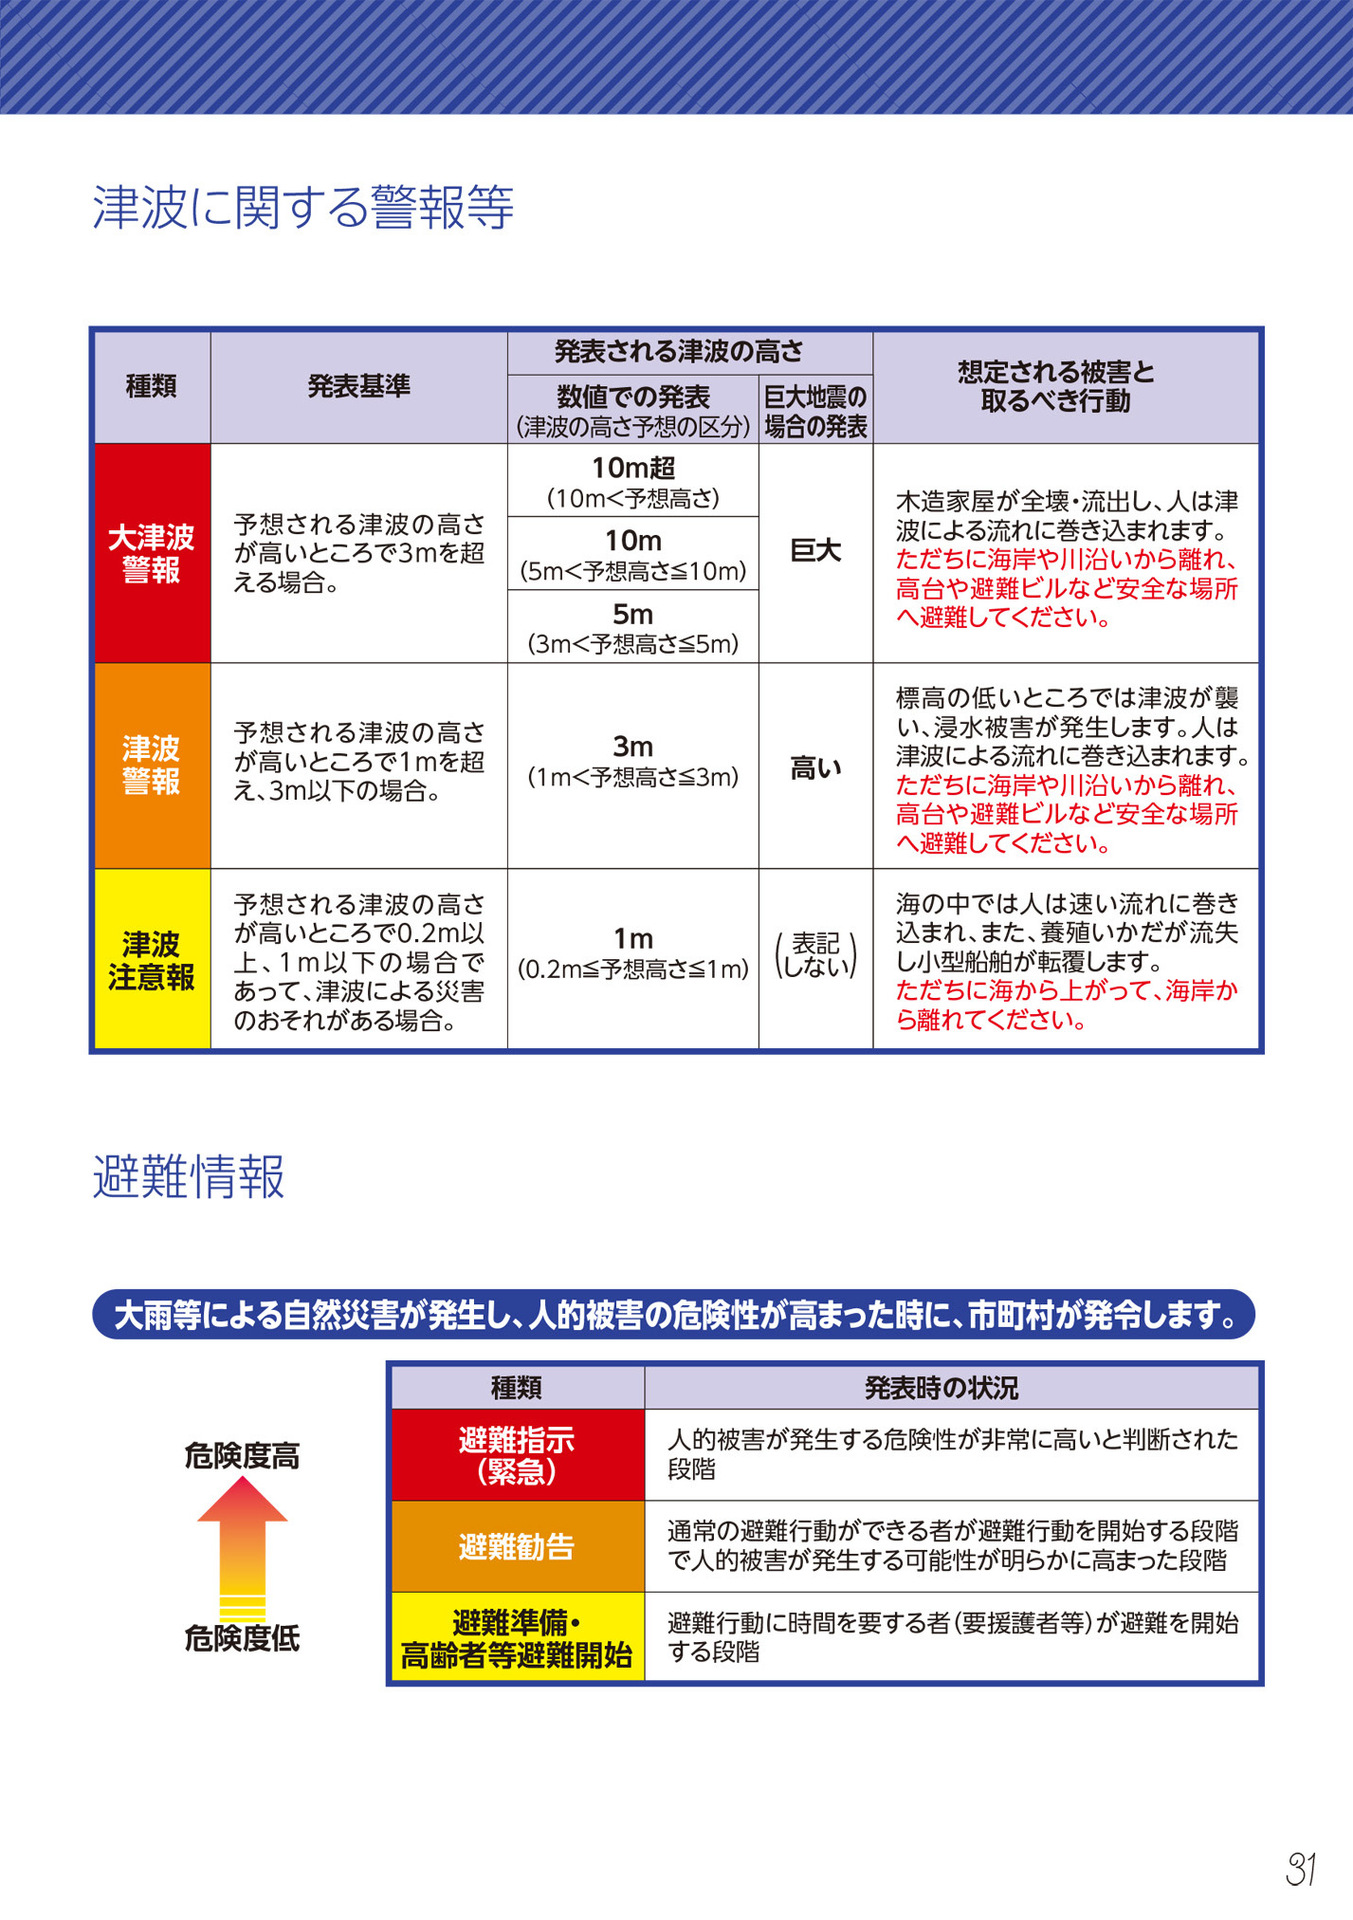 津波に関する警報等
種類
発表基準
発表される津波の高さ
数値での発表
(津波の高さ予想の区分)
巨大地震の
場合の発表
想定される被害と
取るべき行動
大津波
警報
予想される津波の高さ
が高いところで3mを超
える場合。
10m超
(10m<予想高さ)
10m
(5m<予想高さ≦10m)
5m
(3m<予想高さ≦5m)
巨大
木造家屋が全壊・流出し、人は津
波による流れに巻き込まれます。
ただちに海岸や川沿いから離れ、
高台や避難ビルなど安全な場所
へ避難してください。
津波
警報
予想される津波の高さ
が高いところで1mを超
え、3m以下の場合。
3m
(1m<予想高さ≦3m)
高い
標高の低いところでは津波が襲
い、浸水被害が発生します。人は
津波による流れに巻き込まれます。
ただちに海岸や川沿いから離れ、
高台や避難ビルなど安全な場所
へ避難してください。
津波
注意報
予想される津波の高さ
が高いところで0.2m以
上、1m以下の場合で
あって、津波による災害
のおそれがある場合。
1m
(0.2m≦予想高さ≦1m)
(表記
しない)
海の中では人は速い流れに巻き
込まれ、また、養殖いかだが流失
し小型船舶が転覆します。
ただちに海から上がって、海岸か
ら離れてください。
避難情報
大雨等による自然災害が発生し、人的被害の危険性が高まった時に、市町村が発令します。
危険度高
危険度低
種類
発表時の状況
避難指示
(緊急)
人的被害が発生する危険性が非常に高いと判断された
段階
避難勧告
通常の避難行動ができる者が避難行動を開始する段階
で人的被害が発生する可能性が明らかに高まった段階
避難準備・
高齢者等避難開始
避難行動に時間を要する者(要援護者等)が避難を開始
する段階
31